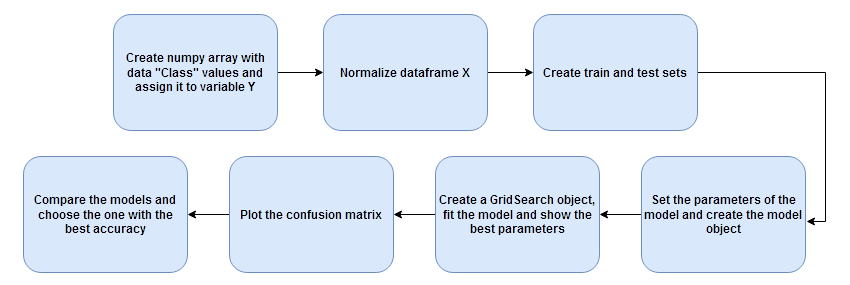 Create numpy array with
data "Class" values and
assign it to variable Y
Normalize dataframe X
Create train and test sets
Set the parameters of the
model and create the model
object
Create a GridSearch object,
fit the model and show the
best parameters
Plot the confusion matrix
Compare the models and
choose the one with the
best accuracy